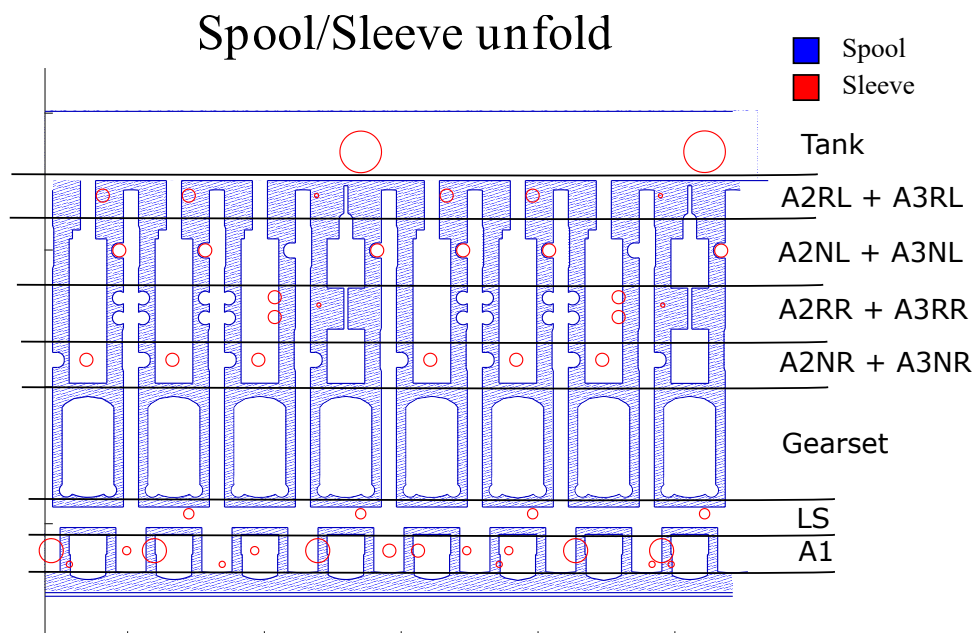 Spool/Sleeve unfold
Spool
Sleeve
Tank
A2RL + A3RL
A2NL + A3NL
A2RR + A3RR
A2NR + A3NR
Gearset
LS
A1